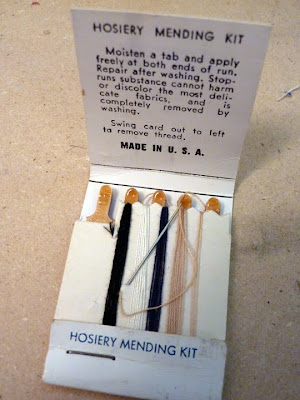 HOSIERY MENDING KIT
Moisten a tab and apply
freely at both ends of run.
Repair after washing. Stop-
runs substance cannot harm
or discolor the most deli-
cate fabrics, and is
completely removed by
washing.
Swing card out to left
to remove thread.
MADE IN U. S. A.
HOSIERY MENDING KIT